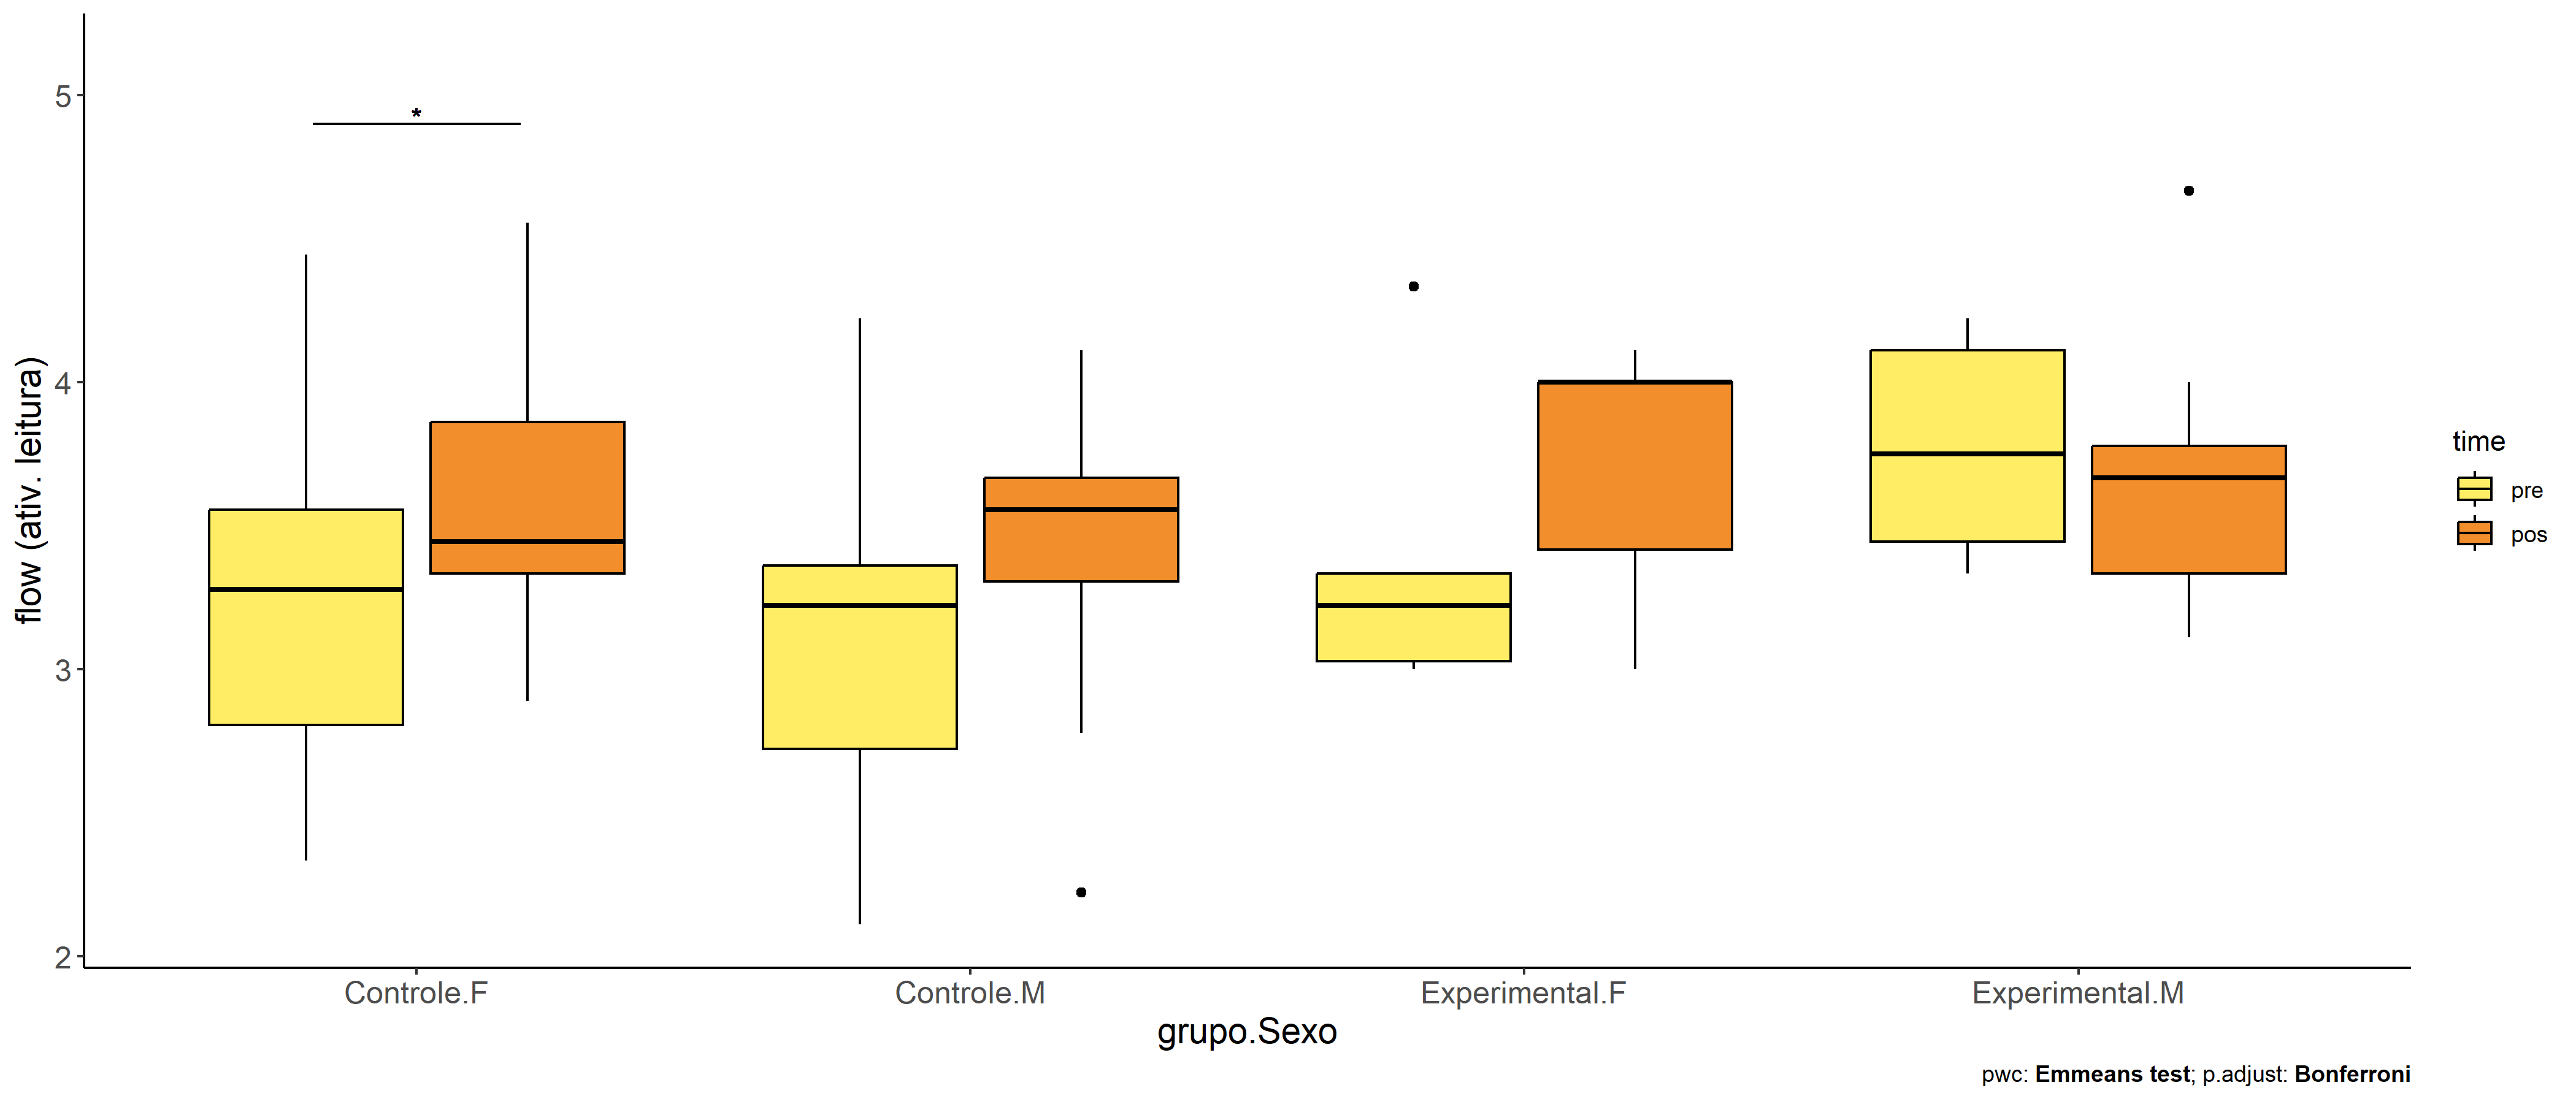 flow (ativ. leitura)
5
4
3
2
*
Controle.F
Controle.M
Experimental.F
Experimental.M
grupo.Sexo
time
pre
pos
pwc: Emmeans test; p.adjust: Bonferroni